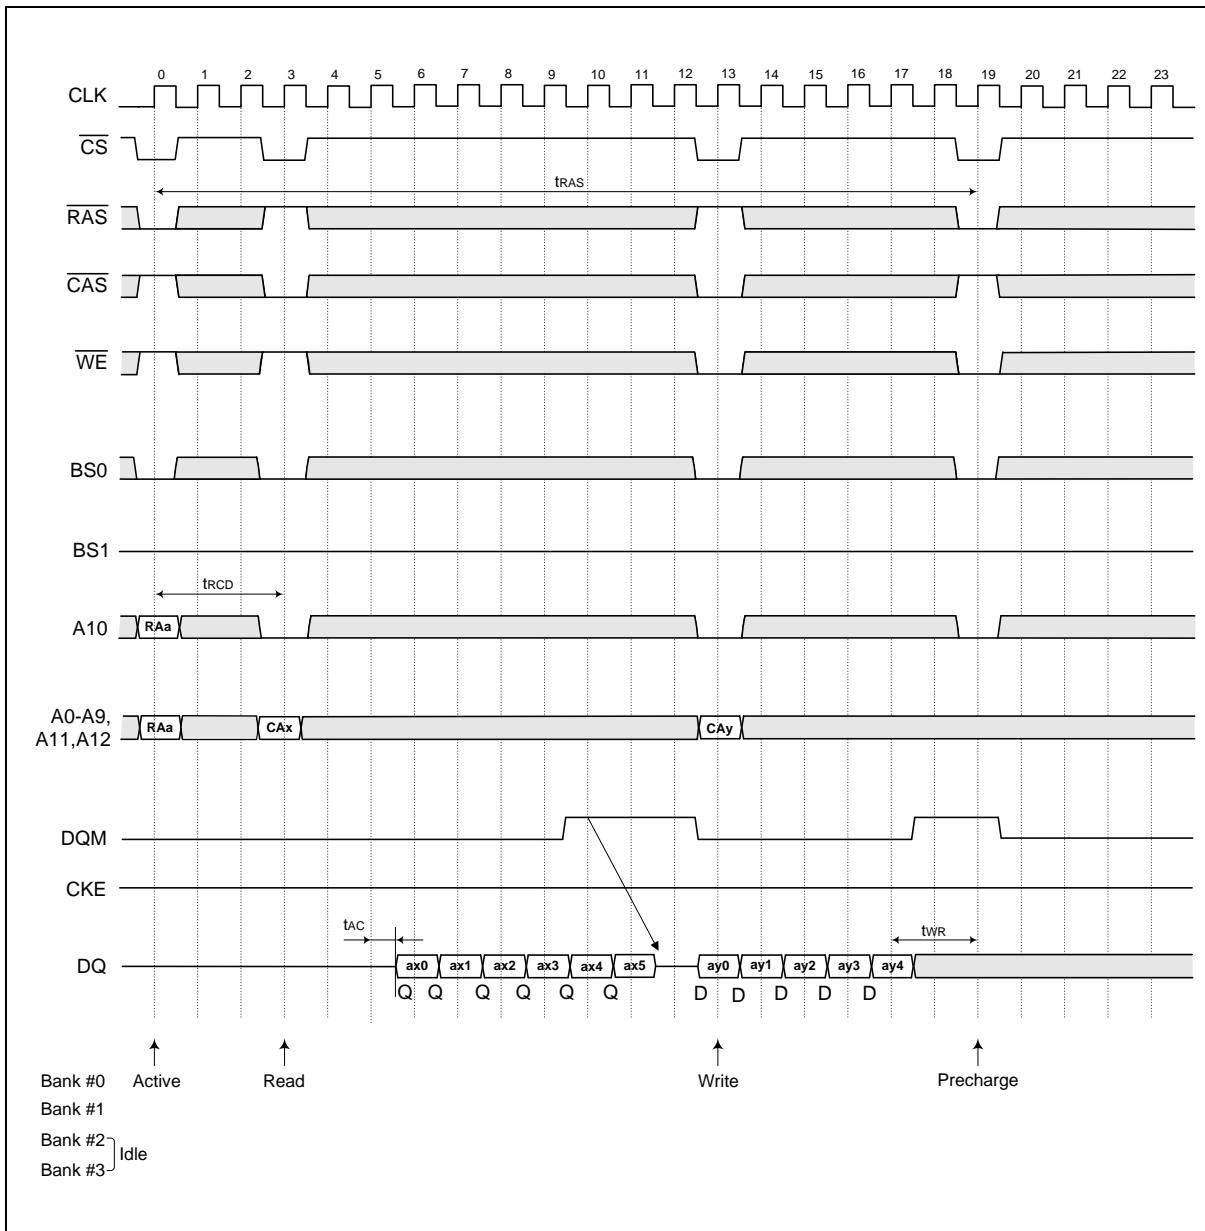 0 1 2 3 4 5 6 7 8 9 10 11 12 13 14 15 16 17 18 19 20 21 22 23
CLK
CS
tRAS
RAS
CAS
WE
BS0
BS1
tRCD
A10 RAa
A0-A9,
A11,A12
RAa CAx CAy
DQM
CKE
tAC tWR
DQ ax0 ax1 ax2 ax3 ax4 ax5 ay0 ay1 ay2 ay3 ay4
Q Q Q Q Q Q D D D D D
Bank #0 Active Read Write Precharge
Bank #1
Bank #2
Idle
Bank #3